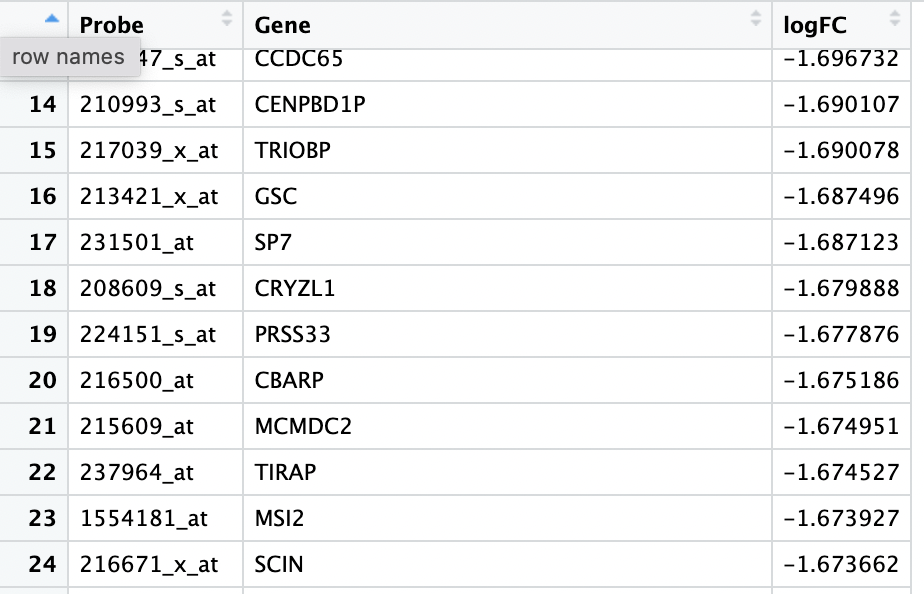 Probe Gene logFC
row names 47_s_at CCDC65 −1.696732
14 210993_s_at CENPBD1P −1.690107
15 217039_x_at TRIOBP −1.690078
16 213421_x_at GSC −1.687496
17 231501_at SP7 −1.687123
18 208609_s_at CRYZL1 −1.679888
19 224151_s_at PRSS33 −1.677876
20 216500_at CBARP −1.675186
21 215609_at MCMDC2 −1.674951
22 237964_at TIRAP −1.674527
23 1554181_at MSI2 −1.673927
24 216671_x_at SCIN −1.673662